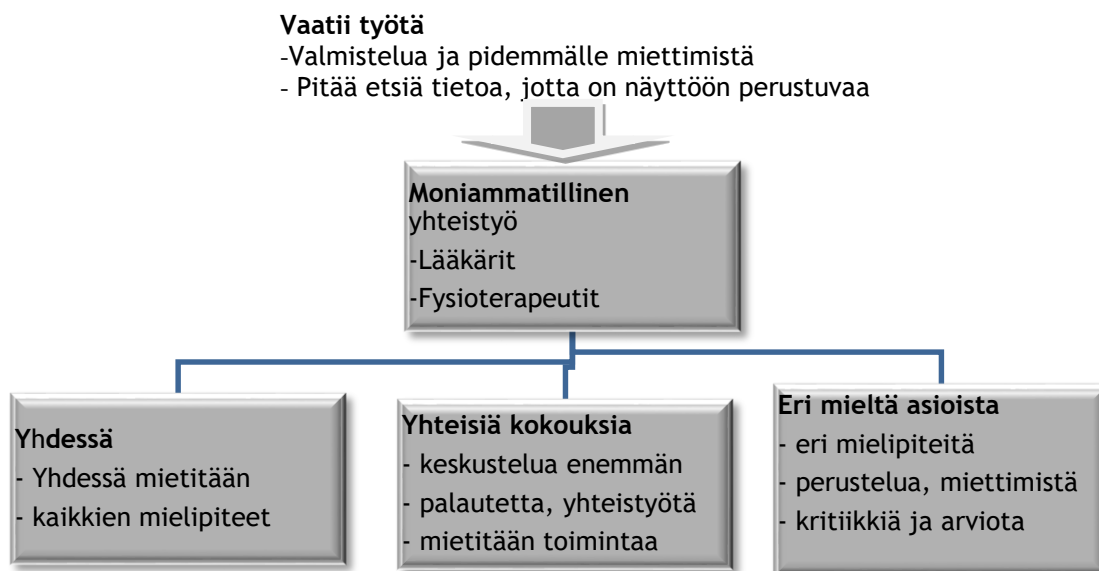 Vaatii työtä
-Valmistelua ja pidemmälle miettimistä
- Pitää etsiä tietoa, jotta on näyttöön perustuvaa
Moniammatillinen
yhteistyö
-Lääkärit
-Fysioterapeutit
Yhdessä
- Yhdessä mietitään
- kaikkien mielipiteet
Yhteisiä kokouksia
- keskustelua enemmän
- palautetta, yhteistyötä
- mietitään toimintaa
Eri mieltä asioista
- eri mielipiteitä
- perustelua, miettimistä
- kritiikkiä ja arviota